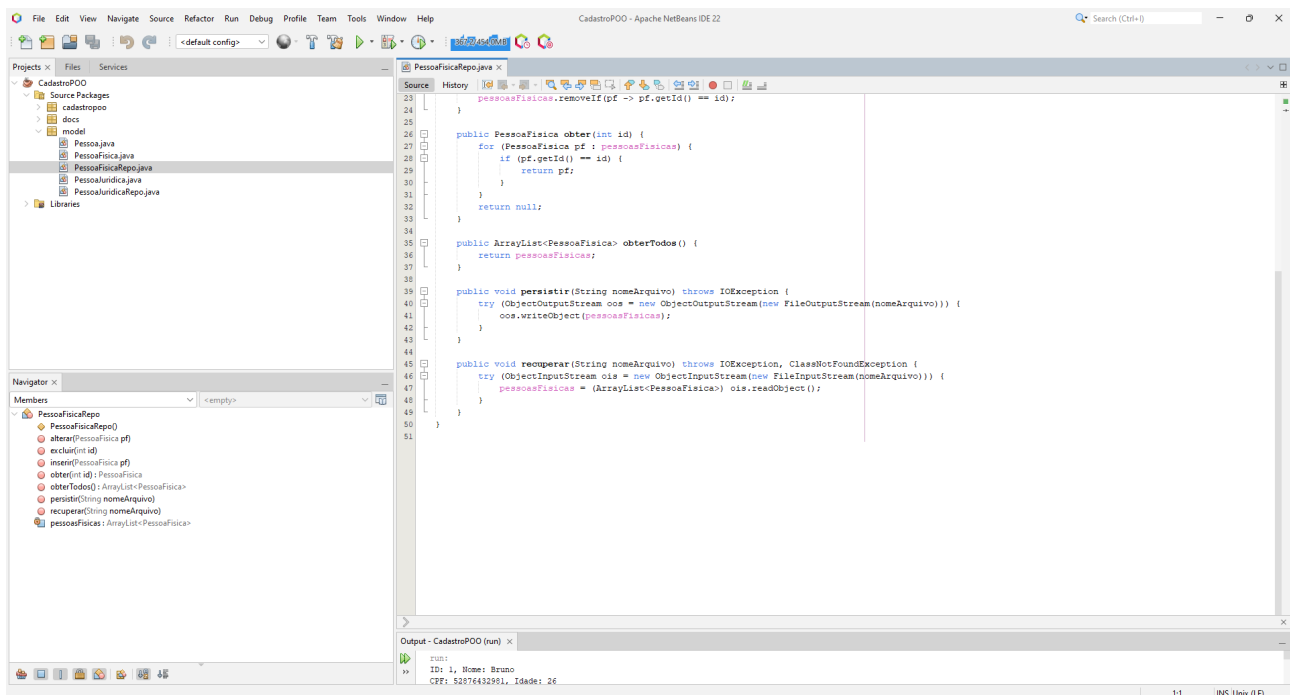 File Edit View Navigate Source Refactor Run Debug Profile Team Tools Window Help
CadastroPOO - Apache NetBeans IDE 22
Search (Ctrl+I)
<default config>
Projects
Files
Services
CadastroPOO
Source Packages
cadastropoo
docs
model
Pessoa.java
PessoaFisica.java
PessoaFisicaRepo.java
PessoaJuridica.java
PessoaJuridicaRepo.java
Libraries
Navigator
Members
<empty>
PessoaFisicaRepo
PessoaFisicaRepo()
alterar(PessoaFisica pf)
excluir(int id)
inserir(PessoaFisica pf)
obter(int id) : PessoaFisica
obterTodos() : ArrayList<PessoaFisica>
persistir(String nomeArquivo)
recuperar(String nomeArquivo)
pessoasFisicas : ArrayList<PessoaFisica>
PessoaFisicaRepo.java
Source
History
23 pessoasFisicas.removeIf(pf -> pf.getId() == id);
24 }
25
26 public PessoaFisica obter(int id) {
27 for (PessoaFisica pf : pessoasFisicas) {
28 if (pf.getId() == id) {
29 return pf;
30 }
31 }
32 return null;
33 }
34
35 public ArrayList<PessoaFisica> obterTodos() {
36 return pessoasFisicas;
37 }
38
39 public void persistir(String nomeArquivo) throws IOException {
40 try (ObjectOutputStream oos = new ObjectOutputStream(new FileOutputStream(nomeArquivo))) {
41 oos.writeObject(pessoasFisicas);
42 }
43 }
44
45 public void recuperar(String nomeArquivo) throws IOException, ClassNotFoundException {
46 try (ObjectInputStream ois = new ObjectInputStream(new FileInputStream(nomeArquivo))) {
47 pessoasFisicas = (ArrayList<PessoaFisica>) ois.readObject();
48 }
49 }
50 }
51
Output - CadastroPOO (run)
run:
ID: 1, Nome: Bruno
CPF: 52876432981, Idade: 26
1:1
INS
Unix (LF)